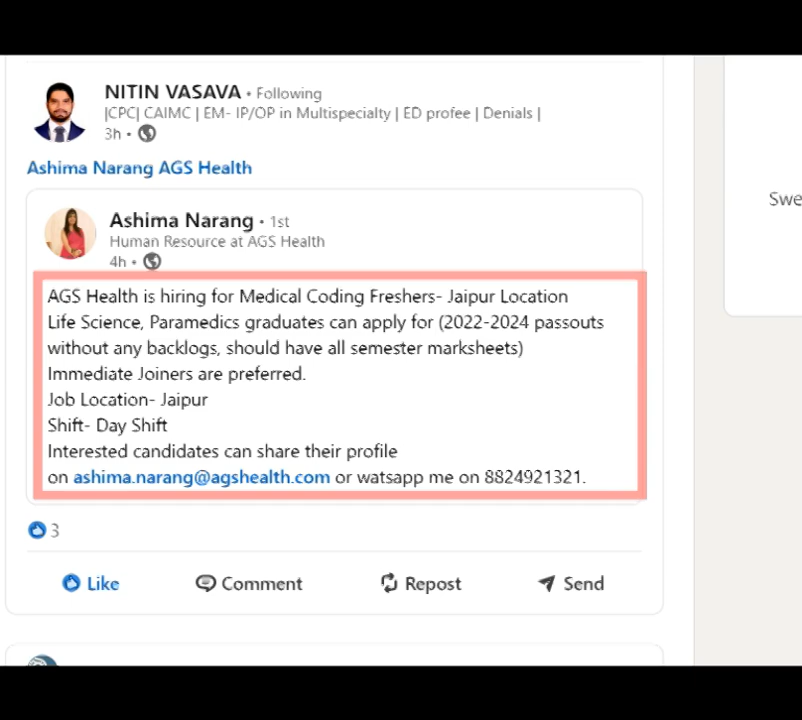 NITIN VASAVA • Following
|CPC| CAIMC | EM- IP/OP in Multispecialty | ED profee | Denials |
3h •
Ashima Narang AGS Health
Ashima Narang • 1st
Human Resource at AGS Health
4h •
AGS Health is hiring for Medical Coding Freshers- Jaipur Location
Life Science, Paramedics graduates can apply for (2022-2024 passouts
without any backlogs, should have all semester marksheets)
Immediate Joiners are preferred.
Job Location- Jaipur
Shift- Day Shift
Interested candidates can share their profile
on ashima.narang@agshealth.com or watsapp me on 8824921321.
3
Like Comment Repost Send
Swe